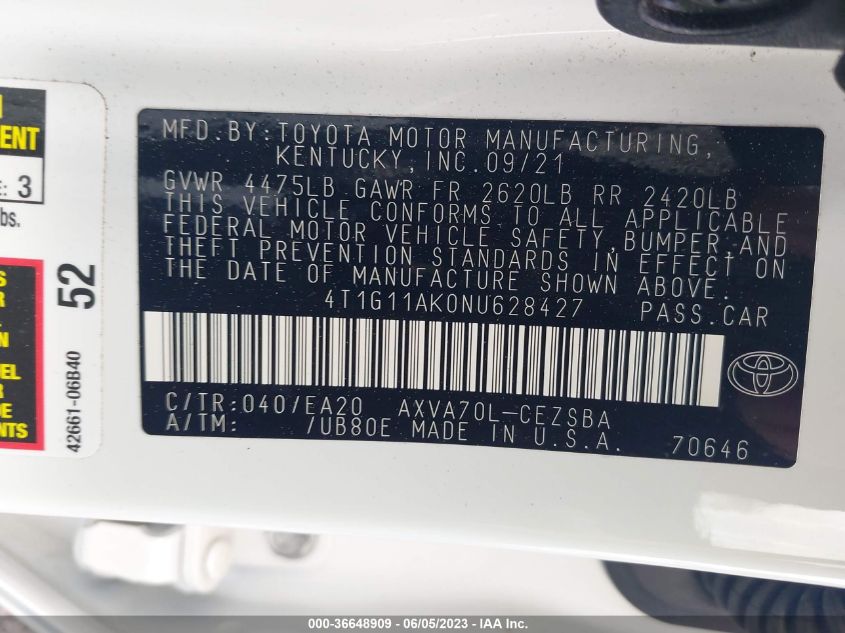 MFD.BY:TOYOTA MOTOR MANUFACTURING,
KENTUCKY,INC.09/21
GVWR 4475LB GAWR FR 2620LB RR 2420LB
THIS VEHICLE CONFORMS TO ALL APPLICABLE
FEDERAL MOTOR VEHICLE SAFETY,BUMPER,AND
THEFT PREVENTION STANDARDS IN EFFECT ON
THE DATE OF MANUFACTURE SHOWN ABOVE.
4T1G11AK0NU628427 PASS.CAR
C/TR:040/EA20 AXVA70L-CEZSBA
A/TM: /UB80E MADE IN U.S.A. 70646
ENT
: 3
bs.
S
R
L
N
EL
R
DE
NTS
52
42661-06B40
000-36648909 - 06/05/2023 - IAA Inc.